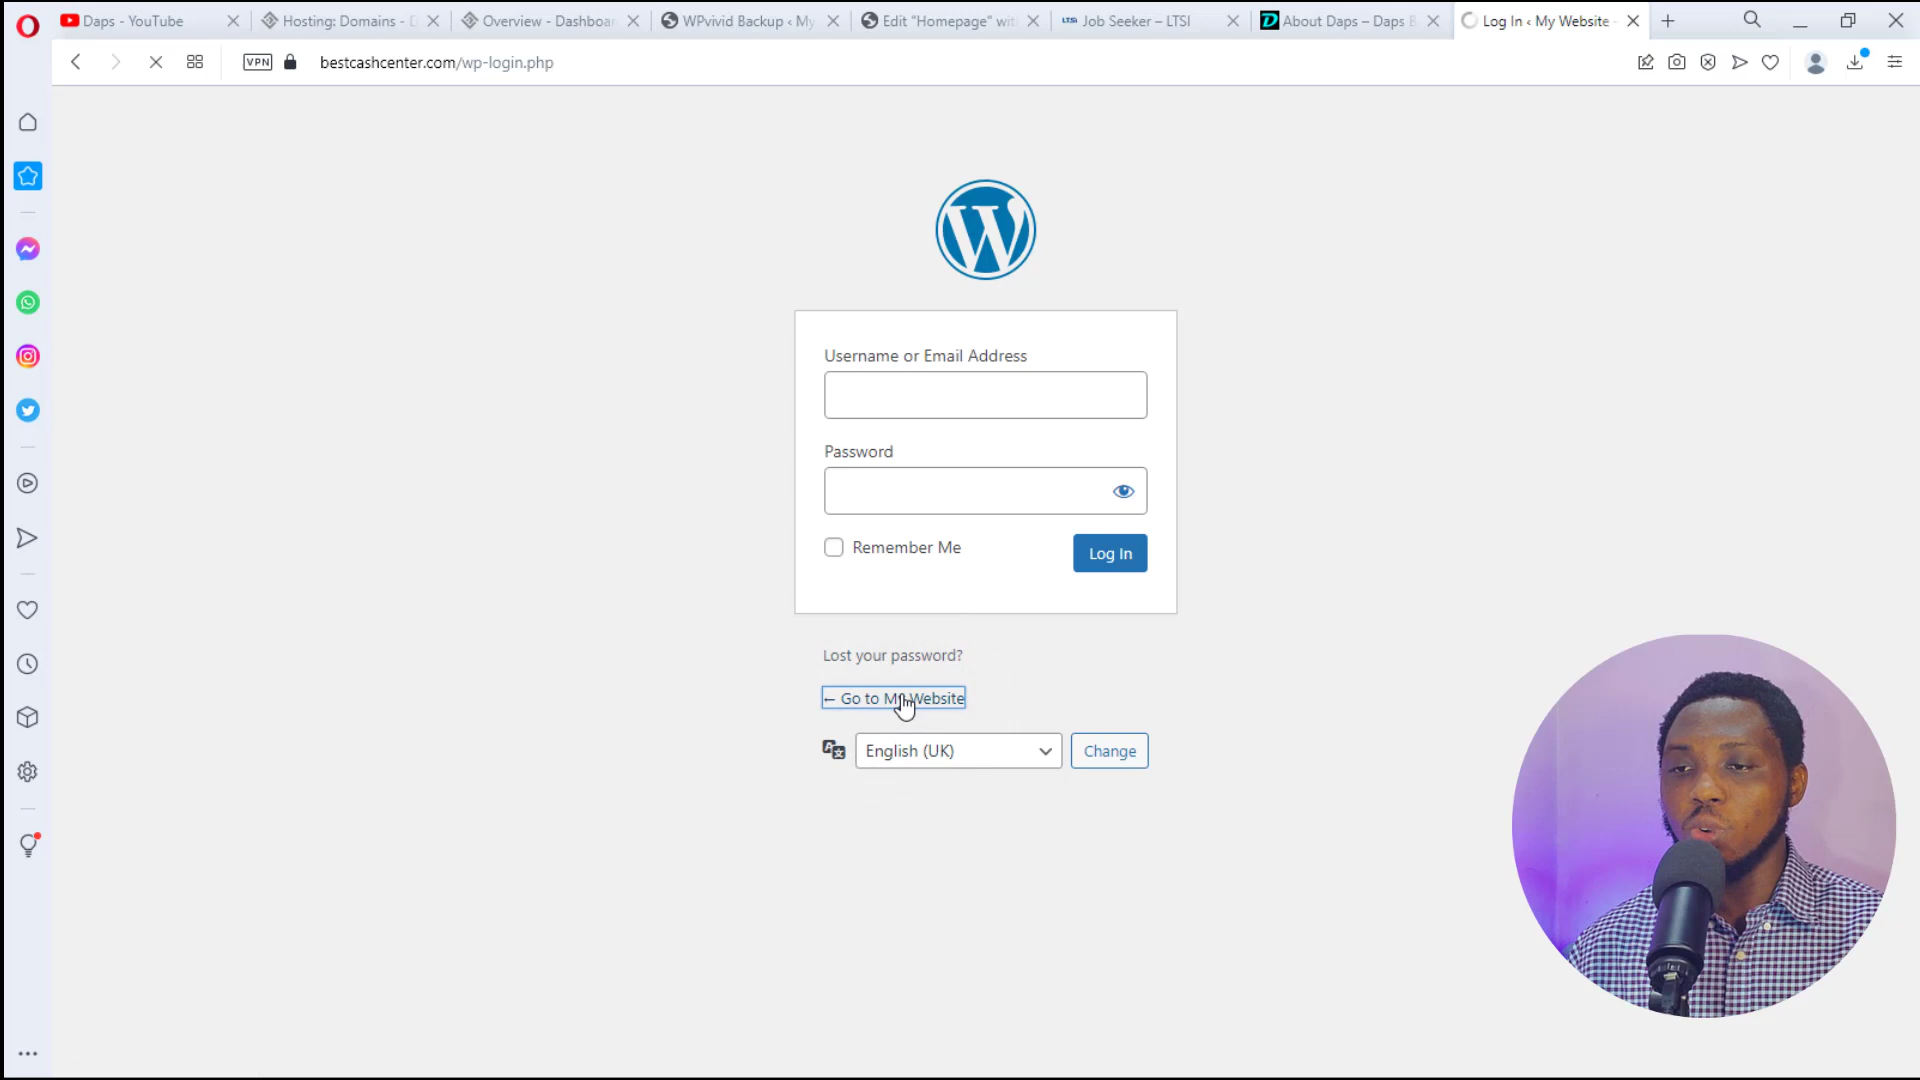 Daps - YouTube
Hosting: Domains - D
Overview - Dashboar
WPvivid Backup ‹ My
Edit "Homepage" wit
LTSI Job Seeker – LTSI
About Daps – Daps B
Log In ‹ My Website -
VPN
bestcashcenter.com/wp-login.php
Username or Email Address
Password
Remember Me
Log In
Lost your password?
← Go to My Website
English (UK)
Change